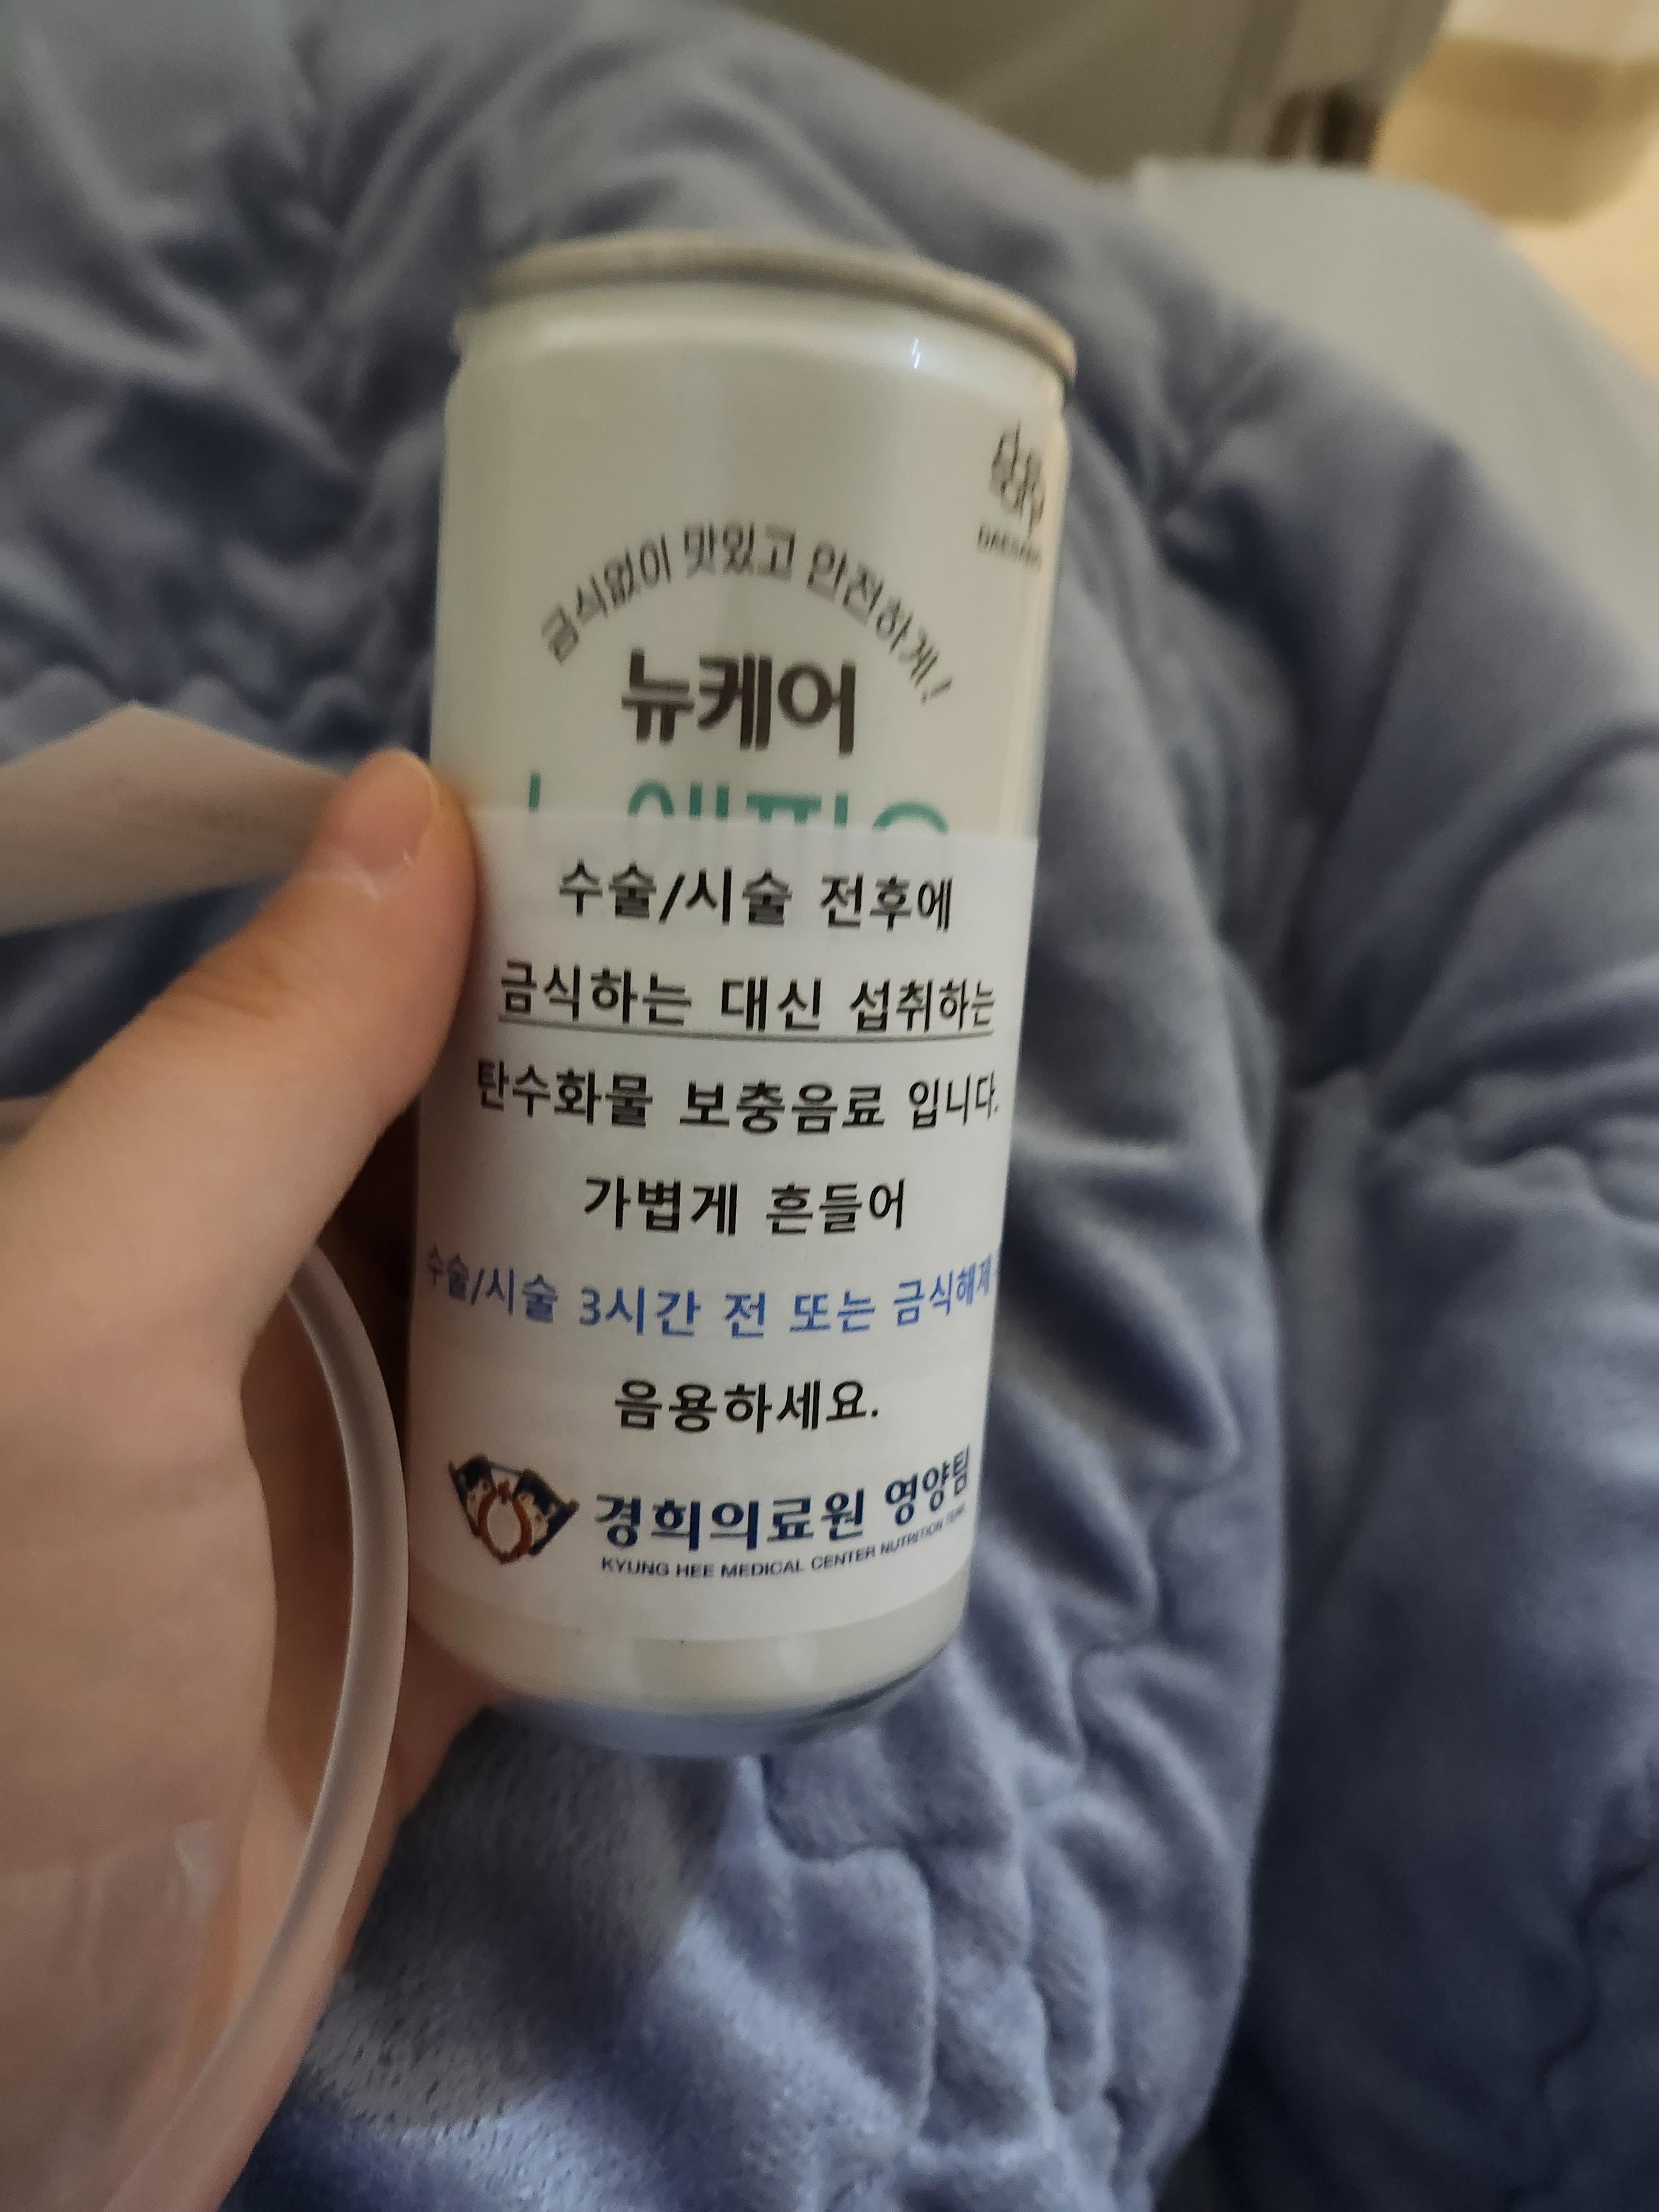 대상
DAESANG
금식없이 맛있고 안전하게!
뉴케어
수술/시술 전후에
금식하는 대신 섭취하는
탄수화물 보충음료 입니다.
가볍게 흔들어
수술/시술 3시간 전 또는 금식해제
음용하세요.
경희의료원 영양팀
KYUNG HEE MEDICAL CENTER NUTRITION TEAM